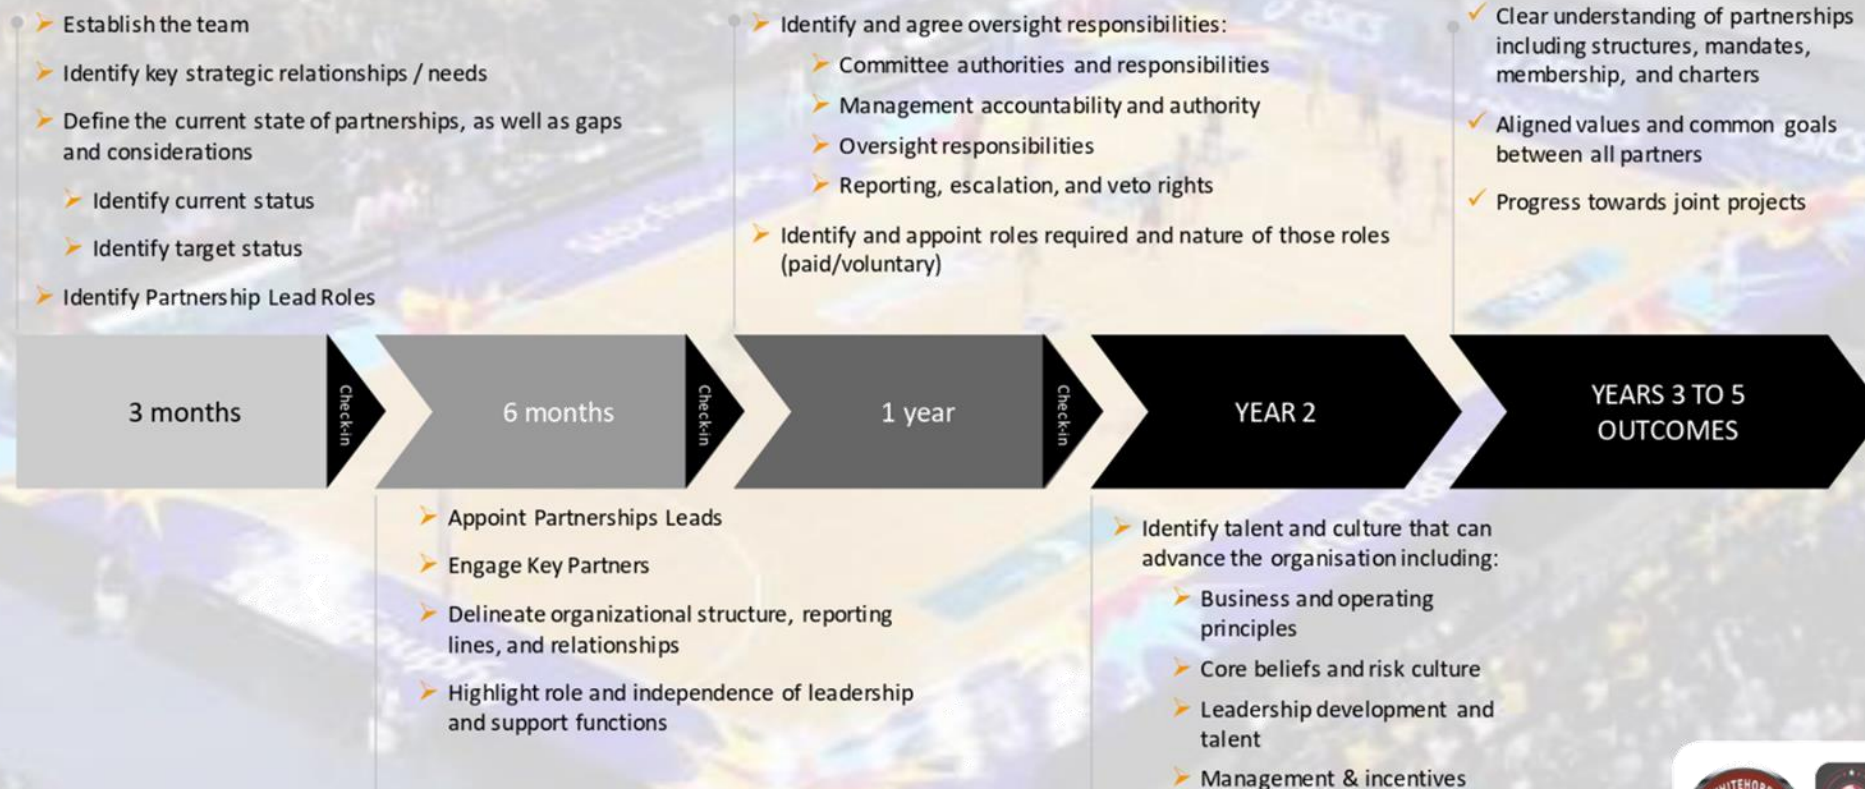 Establish the team
Identify key strategic relationships / needs
Define the current state of partnerships, as well as gaps
and considerations
Identify current status
Identify target status
Identify Partnership Lead Roles
Identify and agree oversight responsibilities:
Committee authorities and responsibilities
Management accountability and authority
Oversight responsibilities
Reporting, escalation, and veto rights
Identify and appoint roles required and nature of those roles
(paid/voluntary)
Clear understanding of partnerships
including structures, mandates,
membership, and charters
Aligned values and common goals
between all partners
Progress towards joint projects
3 months
Check-in
6 months
Check-in
1 year
Check-in
YEAR 2
YEARS 3 TO 5
OUTCOMES
Appoint Partnerships Leads
Engage Key Partners
Delineate organizational structure, reporting
lines, and relationships
Highlight role and independence of leadership
and support functions
Identify talent and culture that can
advance the organisation including:
Business and operating
principles
Core beliefs and risk culture
Leadership development and
talent
Management & incentives
asics